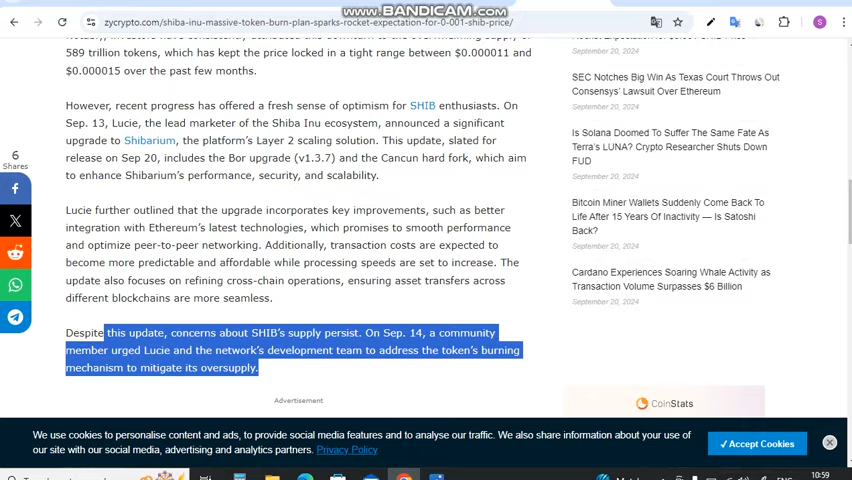 www.BANDICAM.com
zycrypto.com/shiba-inu-massive-token-burn-plan-sparks-rocket-expectation-for-0-001-shib-price/
S
589 trillion tokens, which has kept the price locked in a tight range between $0.000011 and
$0.000015 over the past few months.
However, recent progress has offered a fresh sense of optimism for SHIB enthusiasts. On
Sep. 13, Lucie, the lead marketer of the Shiba Inu ecosystem, announced a significant
upgrade to Shibarium, the platform's Layer 2 scaling solution. This update, slated for
release on Sep 20, includes the Bor upgrade (v1.3.7) and the Cancun hard fork, which aim
to enhance Shibarium's performance, security, and scalability.
Lucie further outlined that the upgrade incorporates key improvements, such as better
integration with Ethereum's latest technologies, which promises to smooth performance
and optimize peer-to-peer networking. Additionally, transaction costs are expected to
become more predictable and affordable while processing speeds are set to increase. The
update also focuses on refining cross-chain operations, ensuring asset transfers across
different blockchains are more seamless.
Despite this update, concerns about SHIB's supply persist. On Sep. 14, a community
member urged Lucie and the network's development team to address the token's burning
mechanism to mitigate its oversupply.
Advertisement
6
Shares
September 20, 2024
SEC Notches Big Win As Texas Court Throws Out
Consensys' Lawsuit Over Ethereum
September 20, 2024
Is Solana Doomed To Suffer The Same Fate As
Terra's LUNA? Crypto Researcher Shuts Down
FUD
September 20, 2024
Bitcoin Miner Wallets Suddenly Come Back To
Life After 15 Years Of Inactivity — Is Satoshi
Back?
September 20, 2024
Cardano Experiences Soaring Whale Activity as
Transaction Volume Surpasses $6 Billion
September 20, 2024
CoinStats
We use cookies to personalise content and ads, to provide social media features and to analyse our traffic. We also share information about your use of
our site with our social media, advertising and analytics partners. Privacy Policy
✓Accept Cookies
10:59